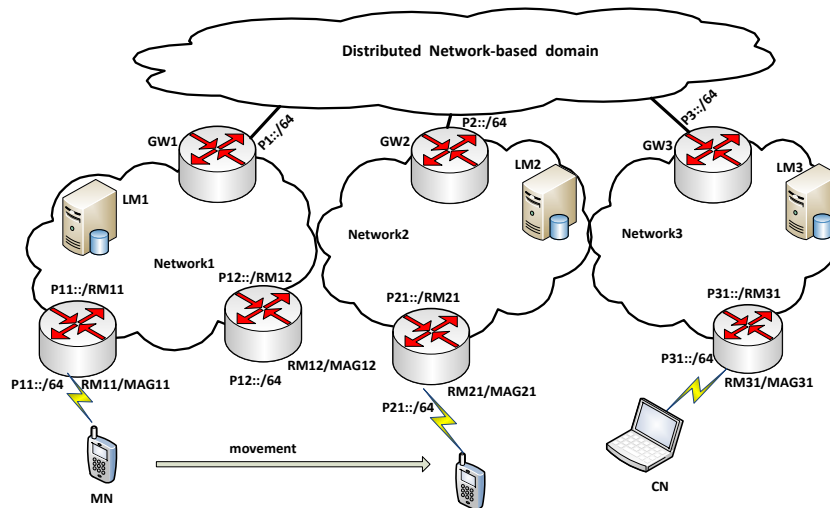 Distributed Network-based domain
P1::/64
P2::/64
P3::/64
GW1
GW2
GW3
LM1
LM2
LM3
Network1
Network2
Network3
P11::/RM11
P12::/RM12
P21::/RM21
P31::/RM31
RM12/MAG12
P31::/64
P11::/64
RM11/MAG11
P12::/64
RM21/MAG21
RM31/MAG31
P21::/64
movement
MN
CN